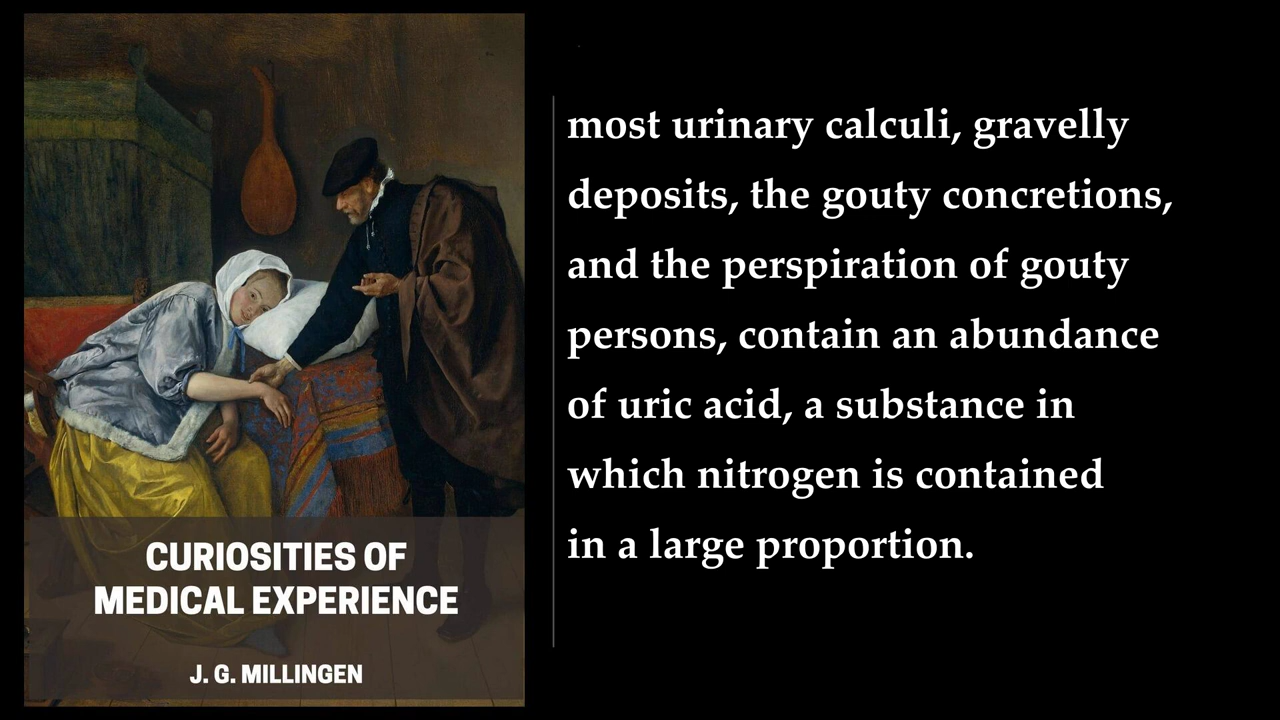 CURIOSITIES OF
MEDICAL EXPERIENCE
J. G. MILLINGEN
most urinary calculi, gravelly
deposits, the gouty concretions,
and the perspiration of gouty
persons, contain an abundance
of uric acid, a substance in
which nitrogen is contained
in a large proportion.